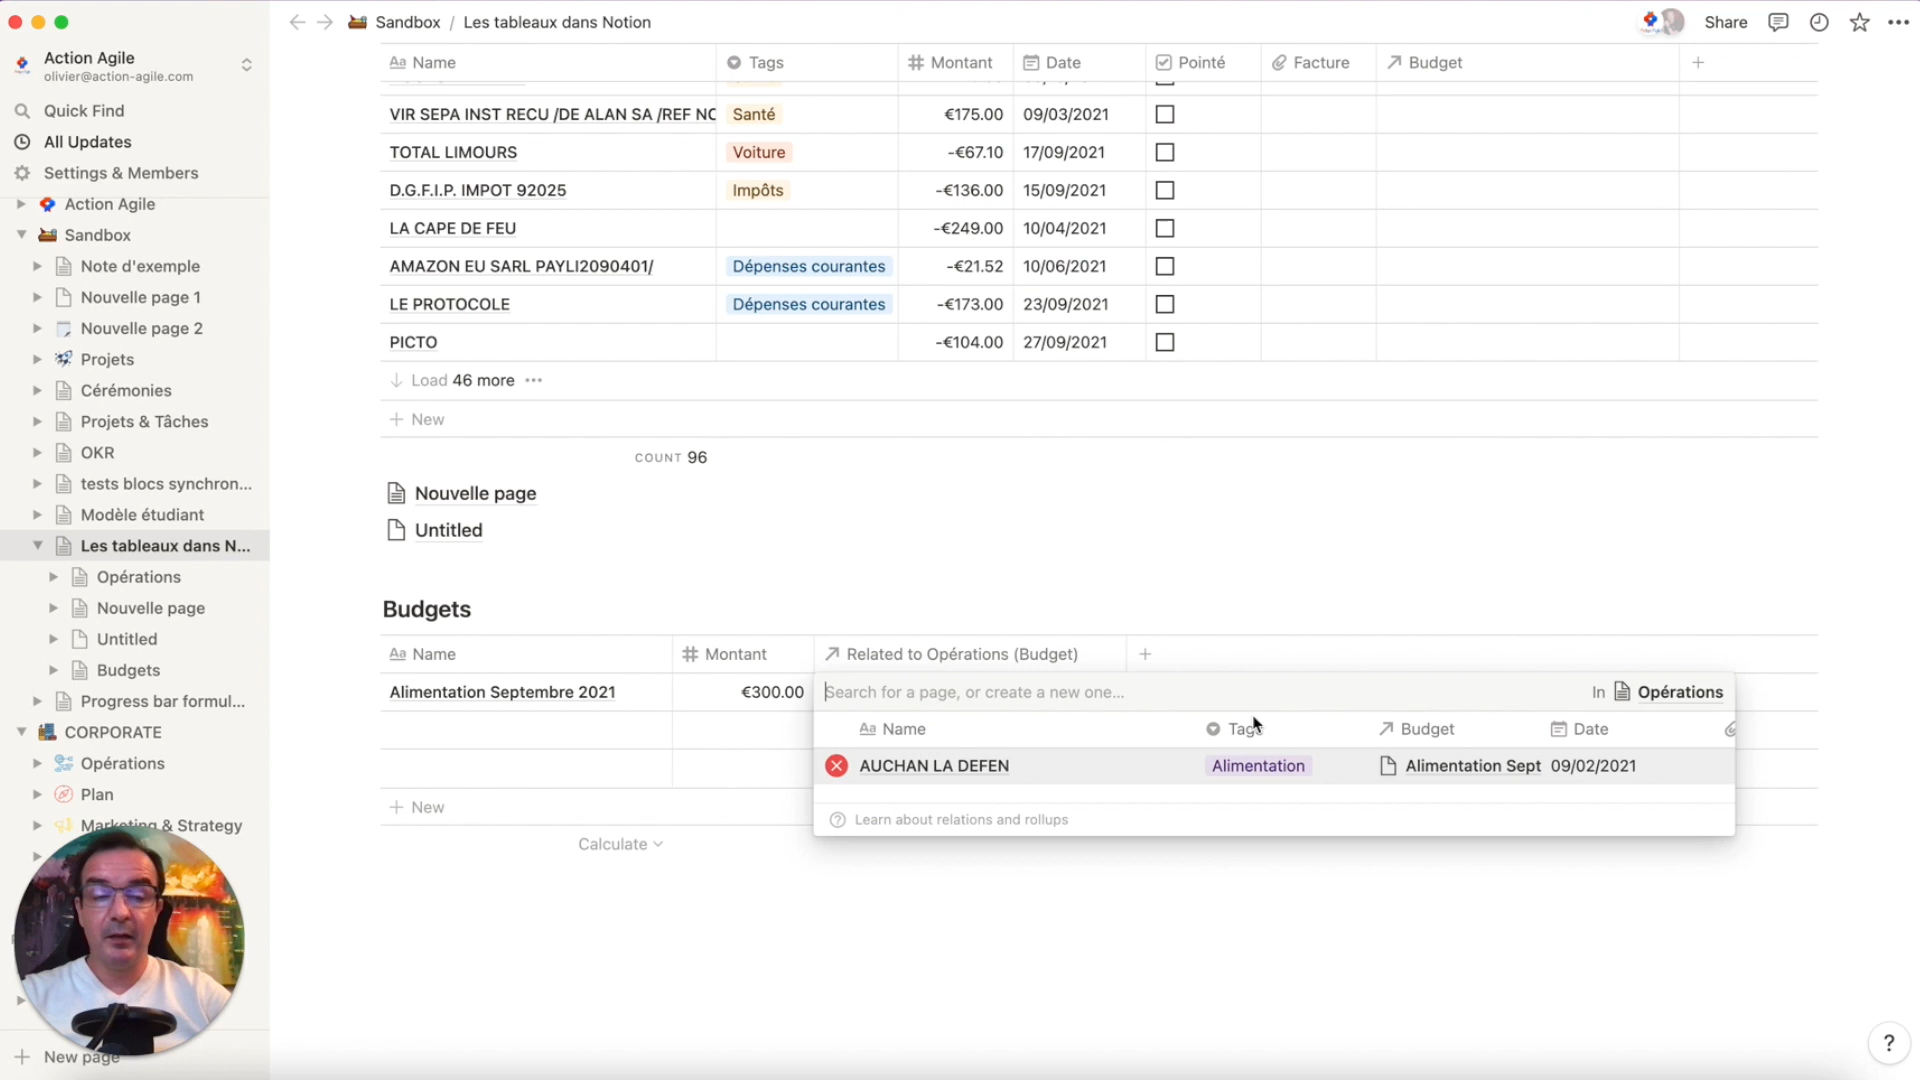 Sandbox / Les tableaux dans Notion
Share
Action Agile
olivier@action-agile.com
Quick Find
All Updates
Settings & Members
Action Agile
Sandbox
Note d'exemple
Nouvelle page 1
Nouvelle page 2
Projets
Cérémonies
Projets & Tâches
OKR
tests blocs synchron...
Modèle étudiant
Les tableaux dans N...
Opérations
Nouvelle page
Untitled
Budgets
Progress bar formul...
CORPORATE
Opérations
Plan
Marketing & Strategy
New page
Aa Name Tags # Montant Date Pointé Facture Budget
VIR SEPA INST RECU /DE ALAN SA /REF NO Santé €175.00 09/03/2021
TOTAL LIMOURS Voiture -€67.10 17/09/2021
D.G.F.I.P. IMPOT 92025 Impôts -€136.00 15/09/2021
LA CAPE DE FEU -€249.00 10/04/2021
AMAZON EU SARL PAYLI2090401/ Dépenses courantes -€21.52 10/06/2021
LE PROTOCOLE Dépenses courantes -€173.00 23/09/2021
PICTO -€104.00 27/09/2021
Load 46 more ...
+ New
COUNT 96
Nouvelle page
Untitled
Budgets
Aa Name # Montant Related to Opérations (Budget) +
Alimentation Septembre 2021 €300.00
Search for a page, or create a new one... In Opérations
Aa Name Tags Budget Date
AUCHAN LA DEFEN Alimentation Alimentation Sept 09/02/2021
Learn about relations and rollups
+ New
Calculate
?